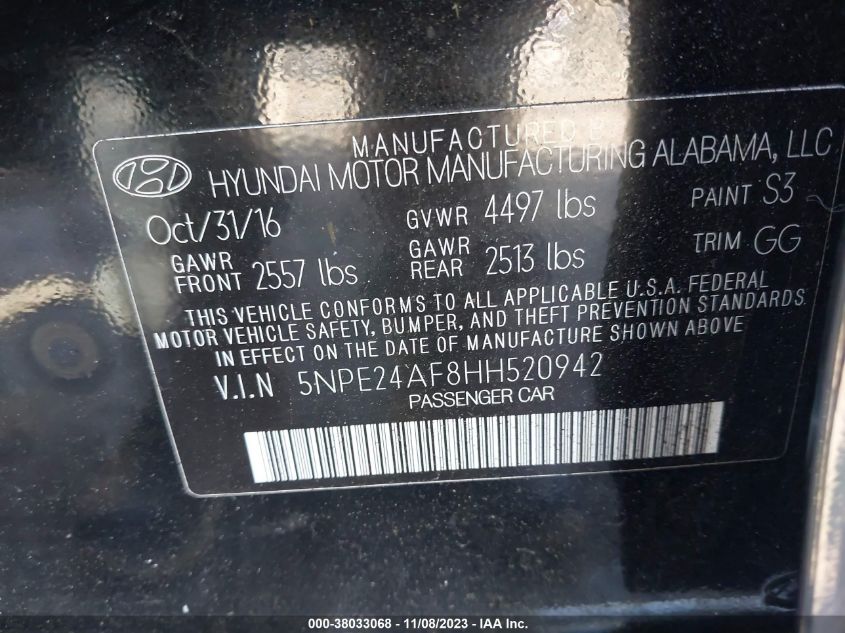 MANUFACTURED BY
HYUNDAI MOTOR MANUFACTURING ALABAMA, LLC
Oct/31/16 GVWR 4497 lbs PAINT S3
GAWR FRONT 2557 lbs GAWR REAR 2513 lbs TRIM GG
THIS VEHICLE CONFORMS TO ALL APPLICABLE U.S.A. FEDERAL
MOTOR VEHICLE SAFETY, BUMPER, AND THEFT PREVENTION STANDARDS
IN EFFECT ON THE DATE OF MANUFACTURE SHOWN ABOVE
V.I.N 5NPE24AF8HH520942
PASSENGER CAR
000-38033068 - 11/08/2023 - IAA Inc.